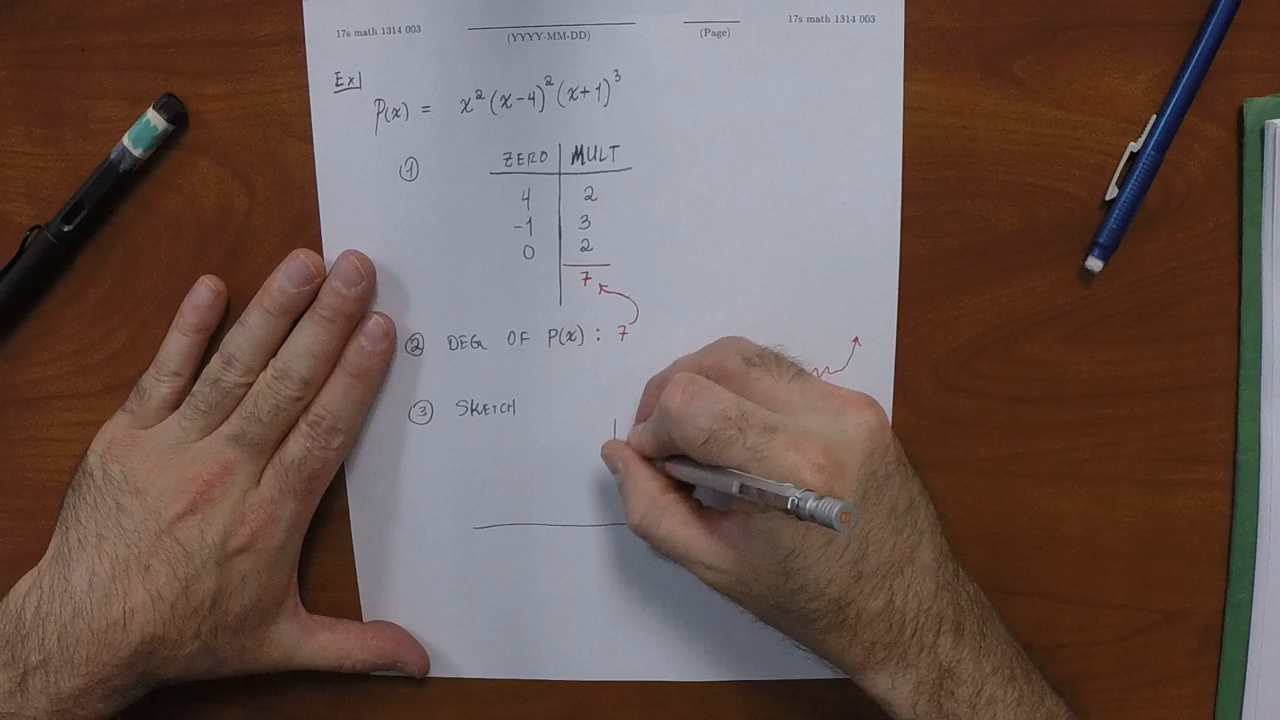 17s math 1314 003
(YYYY-MM-DD)
(Page)
17s math 1314 003
Ex1
P(x) = x²(x-4)²(x+1)³
① ZERO MULT
4 2
-1 3
0 2
7
② DEG OF P(x): 7
③ SKETCH